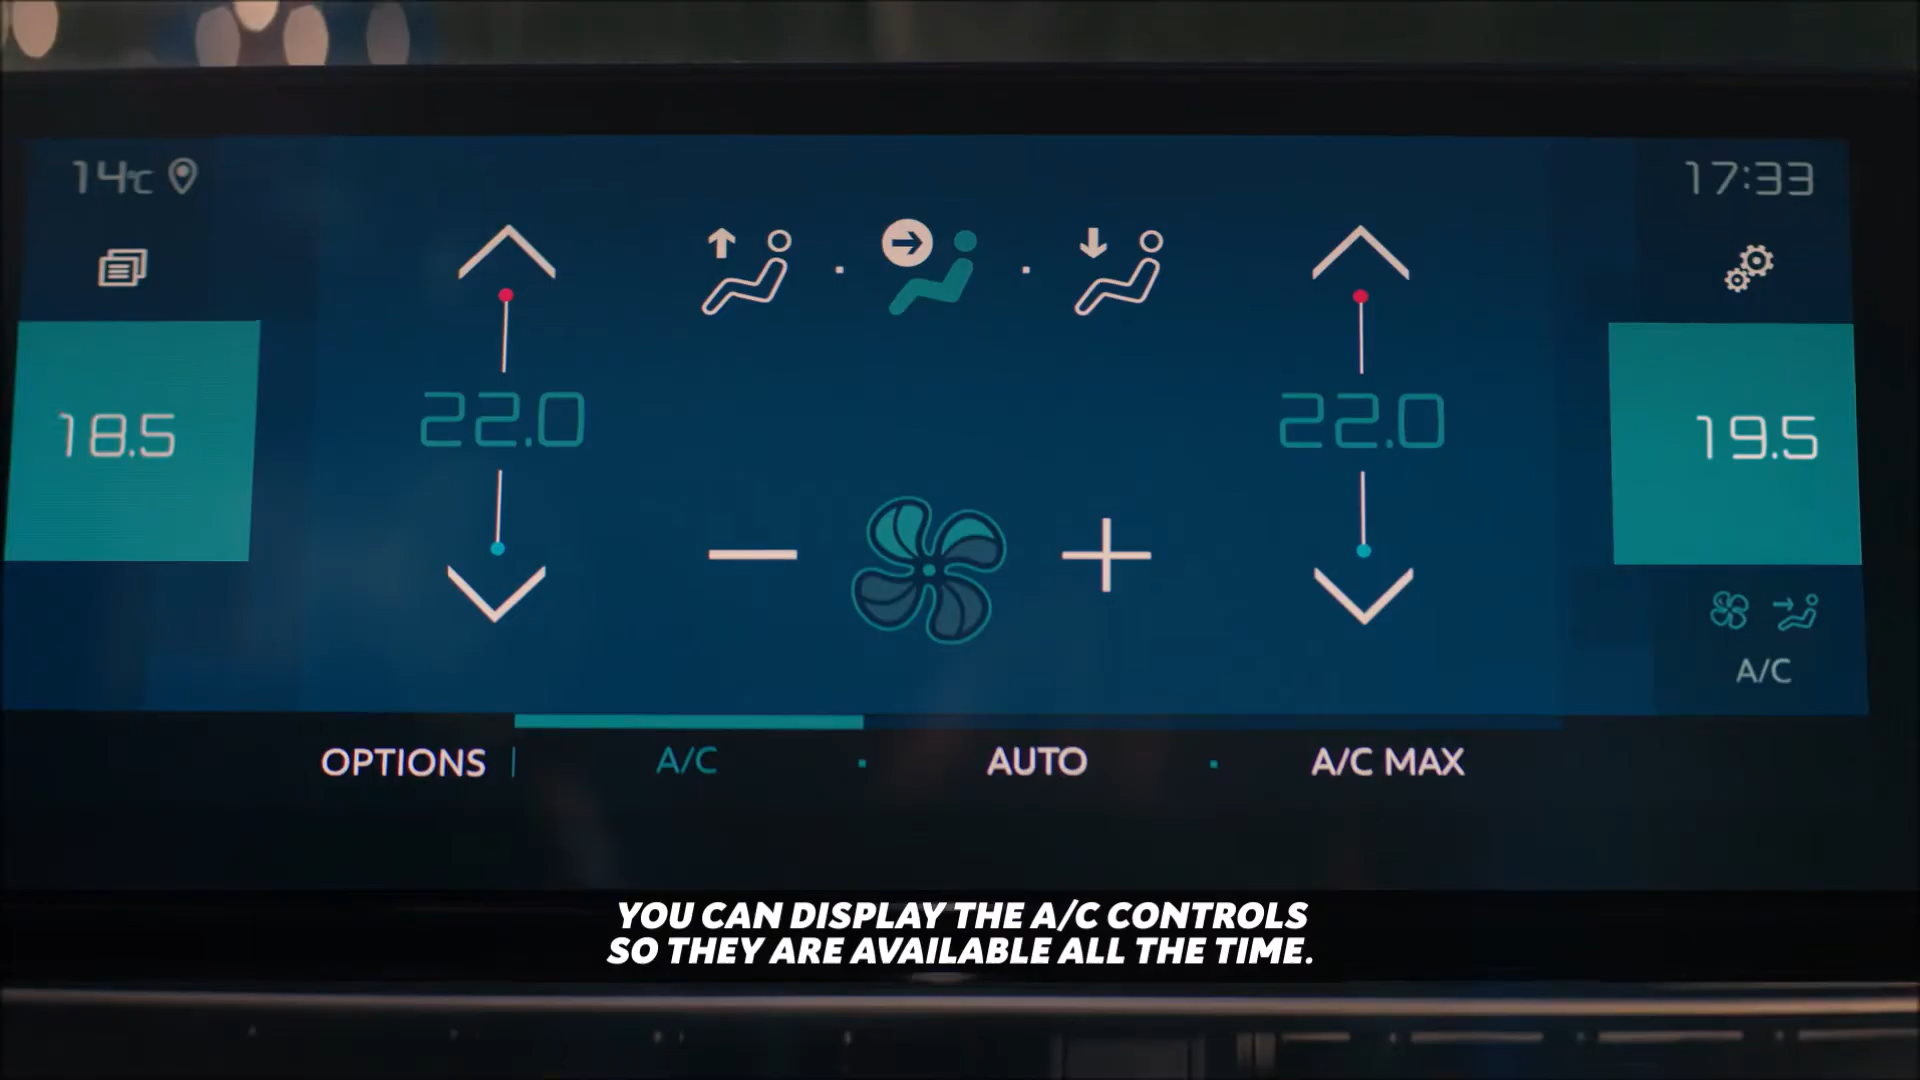 14°C
17:33
18.5
22.0
22.0
19.5
A/C
OPTIONS
A/C
AUTO
A/C MAX
YOU CAN DISPLAY THE A/C CONTROLS
SO THEY ARE AVAILABLE ALL THE TIME.